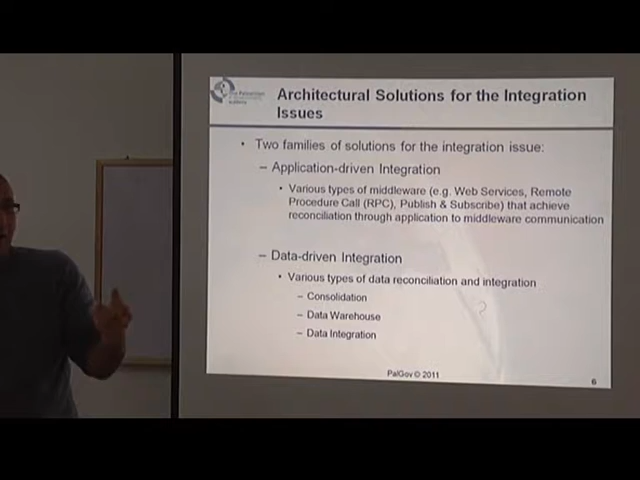 Architectural Solutions for the Integration
Issues
• Two families of solutions for the integration issue:
– Application-driven Integration
• Various types of middleware (e.g. Web Services, Remote
Procedure Call (RPC), Publish & Subscribe) that achieve
reconciliation through application to middleware communication
– Data-driven Integration
• Various types of data reconciliation and integration
– Consolidation
– Data Warehouse
– Data Integration
PalGov © 2011
6